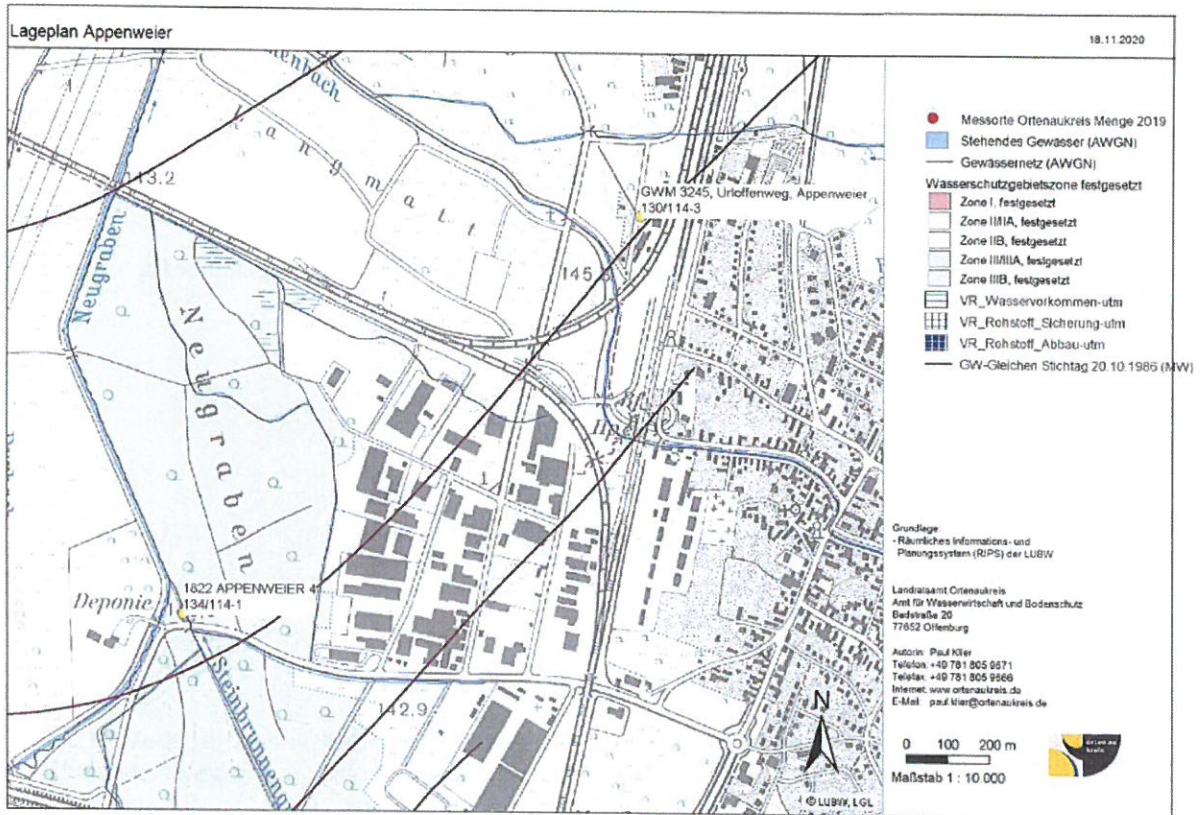 Lageplan Appenweier
18.11.2020
enbach
Langmatt
113.2
Neugraben
GWM 3245, Urloffenweg, Appenweier
130/114-3
145
Neugraben
1822 APPENWEIER 4
134/114-1
Deponie
Steinbrunnengr
142.9
N
© LUBW, LGL
Messorte Ortenaukreis Menge 2019
Stehendes Gewässer (AWGN)
Gewässernetz (AWGN)
Wasserschutzgebietszone festgesetzt
Zone I, festgesetzt
Zone II/IIA, festgesetzt
Zone IIB, festgesetzt
Zone III/IIIA, festgesetzt
Zone IIIB, festgesetzt
VR_Wasservorkommen-utm
VR_Rohstoff_Sicherung-utm
VR_Rohstoff_Abbau-utm
GW-Gleichen Stichtag 20.10.1986 (MW)
Grundlage:
- Räumliches Informations- und
Planungssystem (RIPS) der LUBW
Landratsamt Ortenaukreis
Amt für Wasserwirtschaft und Bodenschutz
Badstraße 20
77652 Offenburg
Autorin: Paul Klier
Telefon: +49 781 805 9671
Telefax: +49 781 805 9666
Internet: www.ortenaukreis.de
E-Mail: paul.klier@ortenaukreis.de
0 100 200 m
Maßstab 1 : 10.000
ortenau
kreis